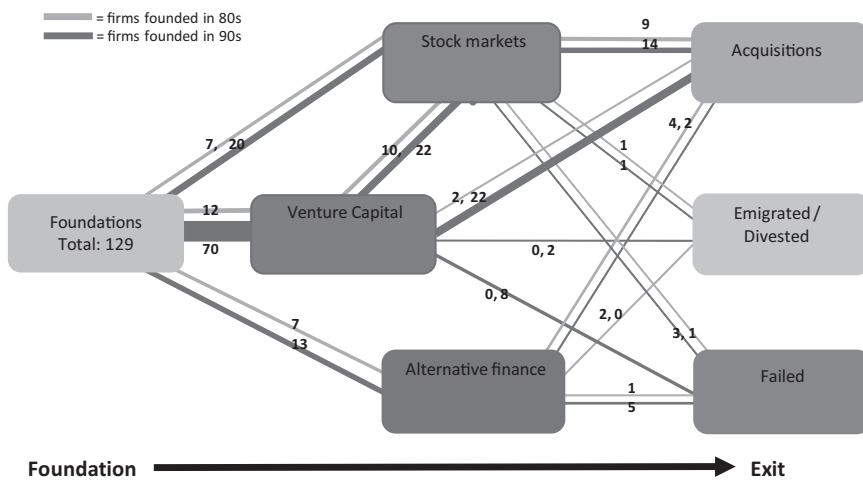 = firms founded in 80s
= firms founded in 90s
Stock markets
9
14
Acquisitions
7, 20
10, 22
4, 2
1
1
12
70
Foundations
Total: 129
Venture Capital
2, 22
Emigrated /
Divested
0, 2
0, 8
2, 0
7
13
3, 1
Alternative finance
1
5
Failed
Foundation
Exit